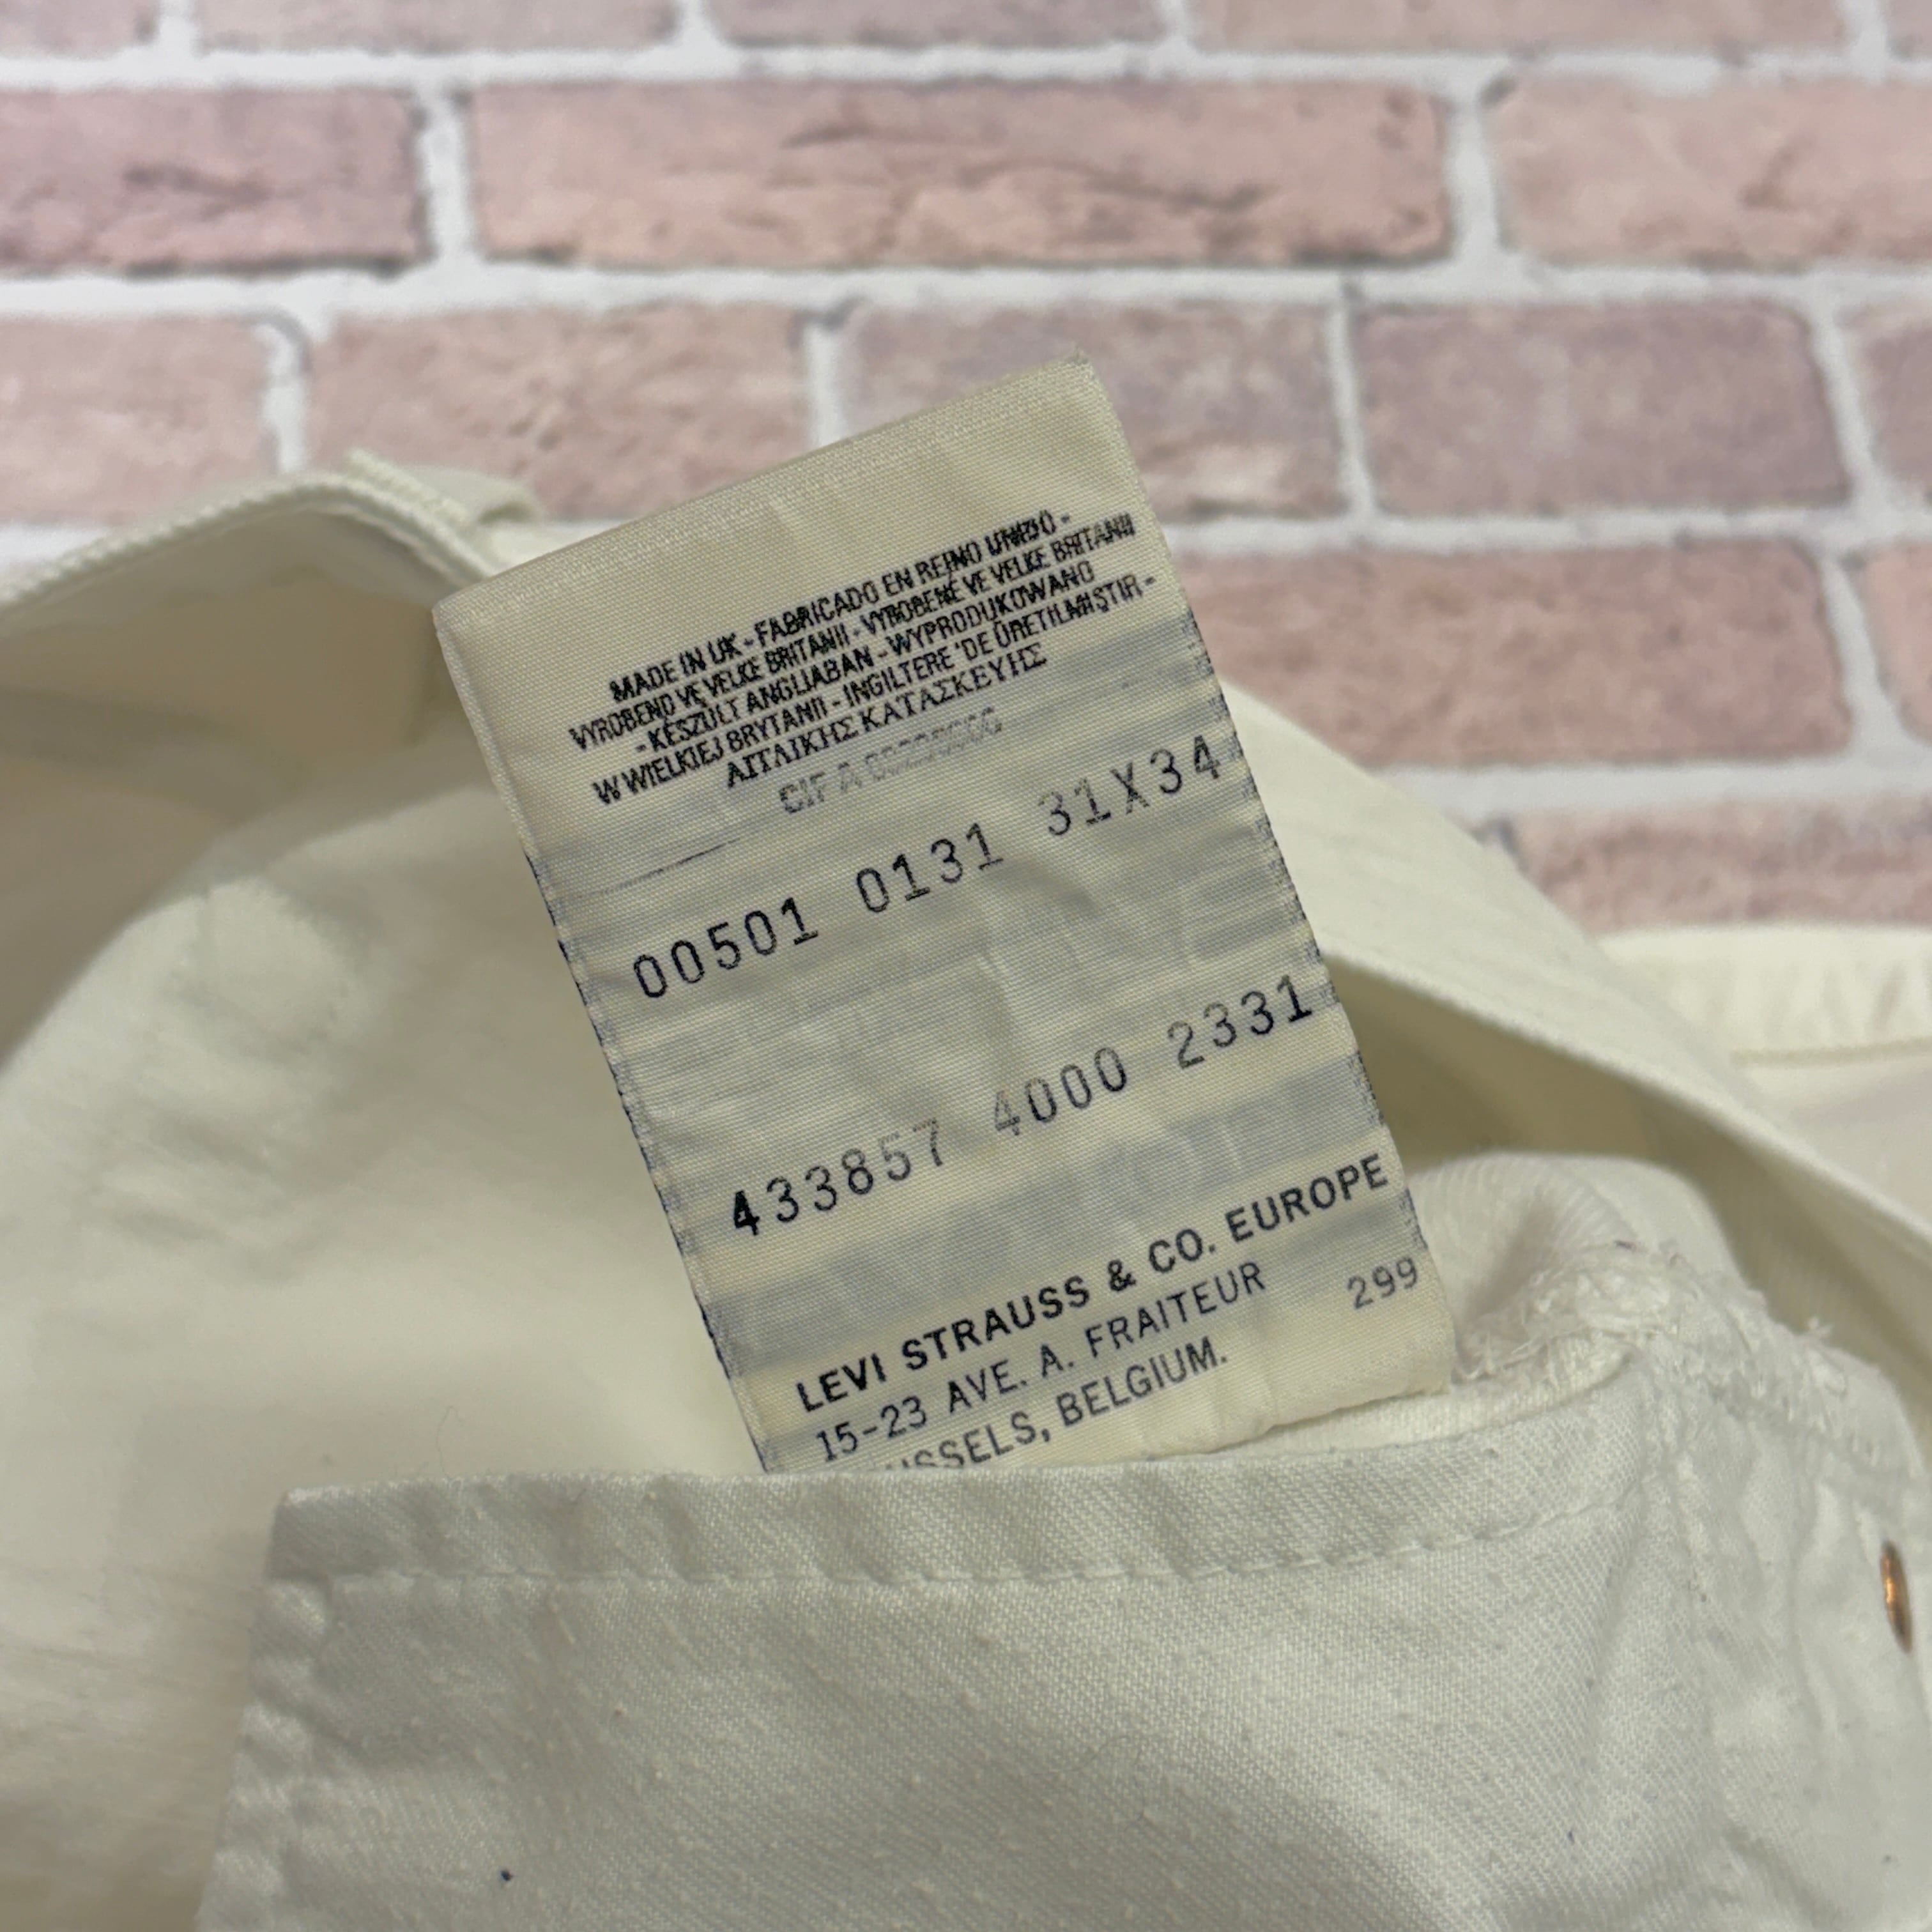 MADE IN UK - FABRICADO EN REINO UNIDO -
VYROBENO VE VELKE BRITANII - VYROBENÉ VE VELKE BRITANII
- KÉSZÜLT ANGLIABAN - WYPRODUKOWANO
W WIELKIEJ BRYTANII - INGILTERE 'DE ÜRETILMIŞTIR -
ΑΓΓΛΙΚΗΣ ΚΑΤΑΣΚΕΥΗΣ
CIF A
00501 0131 31X34
433857 4000 2331
LEVI STRAUSS & CO. EUROPE
15-23 AVE. A. FRAITEUR 299
BELGIUM.